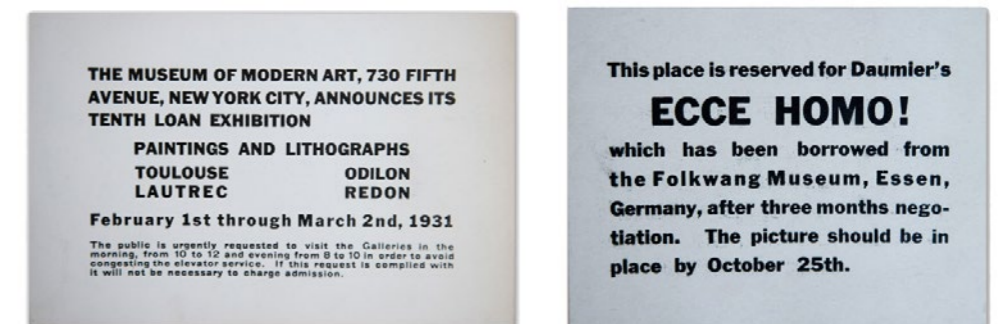 THE MUSEUM OF MODERN ART, 730 FIFTH
AVENUE, NEW YORK CITY, ANNOUNCES ITS
TENTH LOAN EXHIBITION
PAINTINGS AND LITHOGRAPHS
TOULOUSE ODILON
LAUTREC REDON
February 1st through March 2nd, 1931
The public is urgently requested to visit the Galleries in the
morning, from 10 to 12 and evening from 8 to 10 in order to avoid
congesting the elevator service. If this request is complied with
it will not be necessary to charge admission.
This place is reserved for Daumier's
ECCE HOMO!
which has been borrowed from
the Folkwang Museum, Essen,
Germany, after three months nego-
tiation. The picture should be in
place by October 25th.